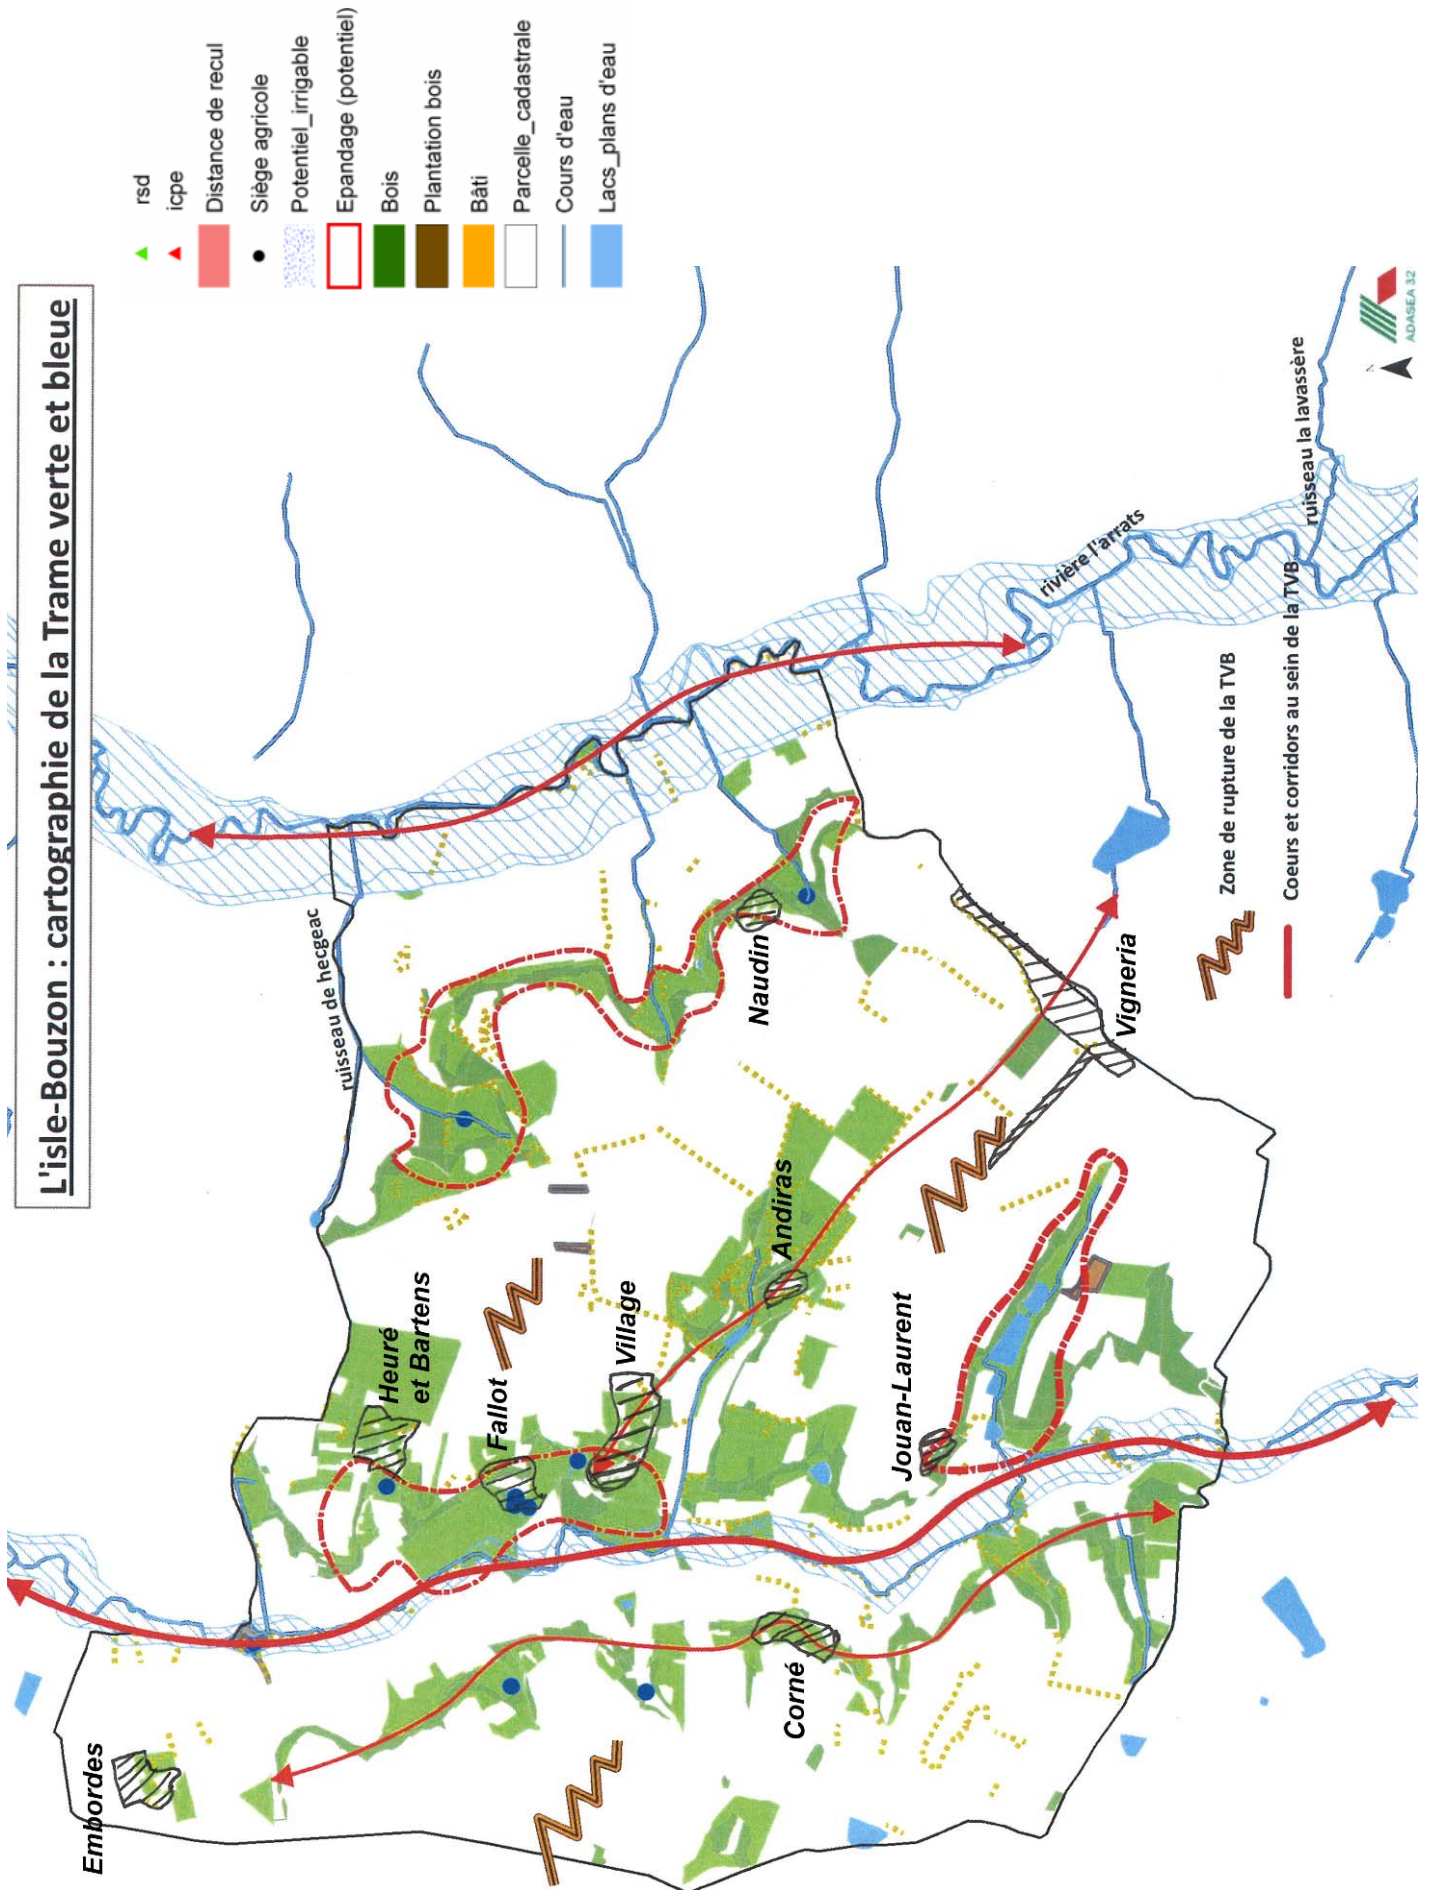 L'isle-Bouzon : cartographie de la Trame verte et bleue
rsd
icpe
Distance de recul
Siège agricole
Potentiel_irrigable
Epandage (potentiel)
Bois
Plantation bois
Bâti
Parcelle_cadastrale
Cours d'eau
Lacs_plans d'eau
Embordes
Heuré
et Bartens
Fallot
Village
Andiras
Naudin
Corné
Jouan-Laurent
Vigneria
ruisseau de hecgeac
rivière l'arrats
ruisseau la lavassère
Zone de rupture de la TVB
Coeurs et corridors au sein de la TVB
N
ADASEA 32